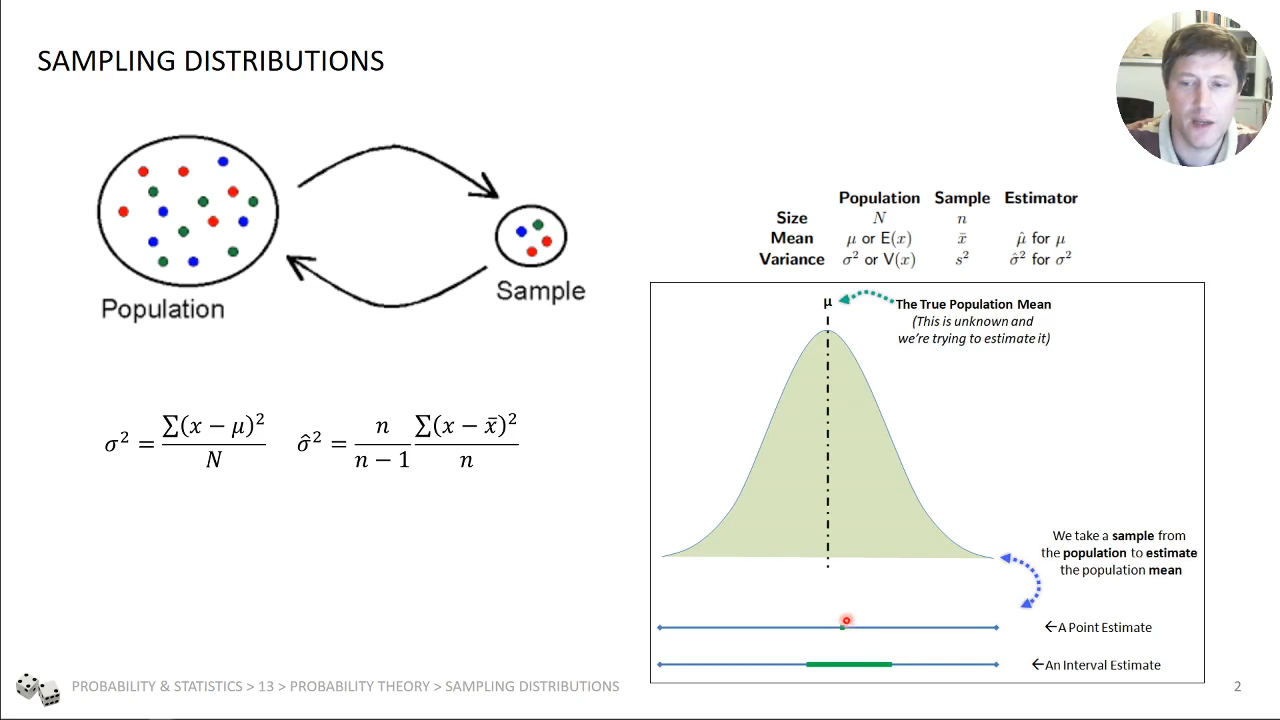 SAMPLING DISTRIBUTIONS
Population
Sample
Population Sample Estimator
Size N n
Mean μ or E(x) x̄ μ̂ for μ
Variance σ² or V(x) s² σ̂² for σ²
σ² = ∑(x − μ)² / N   σ̂² = n / (n − 1) ∑(x − x̄)² / n
μ
The True Population Mean
(This is unknown and
we're trying to estimate it)
We take a sample from
the population to estimate
the population mean
←A Point Estimate
←An Interval Estimate
PROBABILITY & STATISTICS > 13 > PROBABILITY THEORY > SAMPLING DISTRIBUTIONS
2